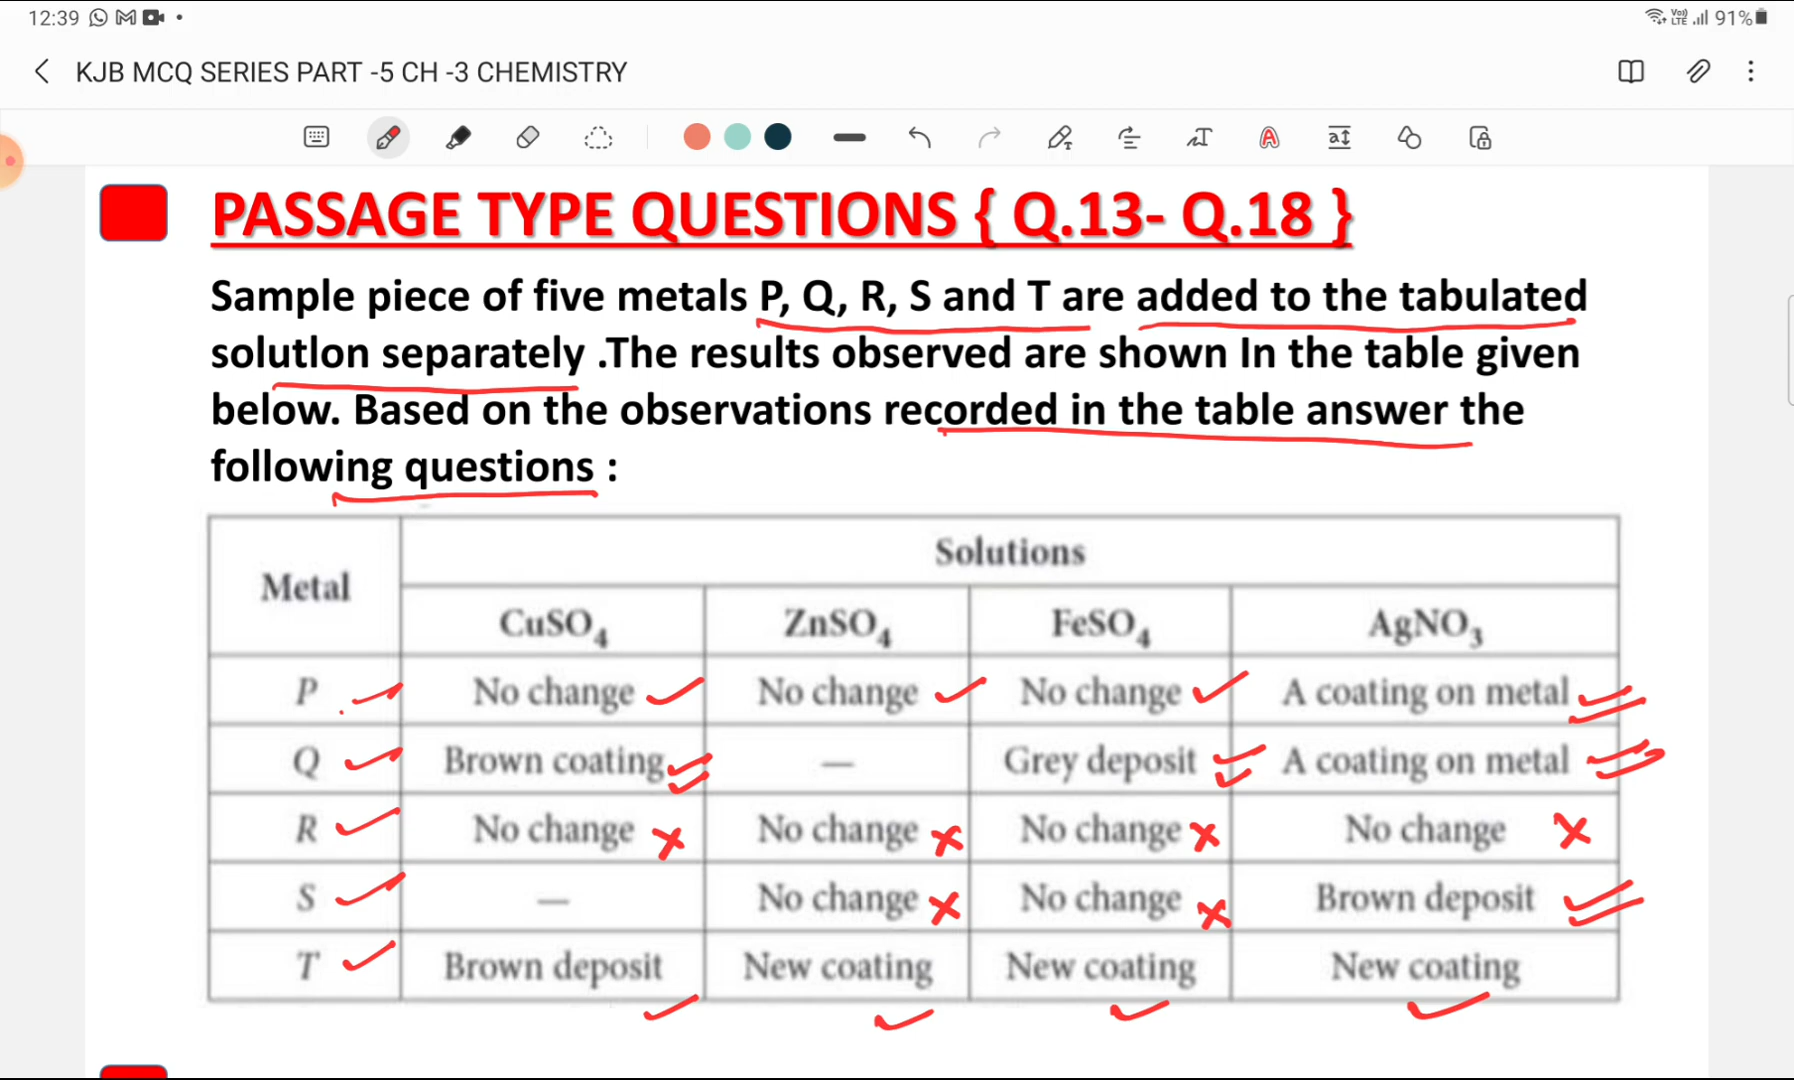 12:39
Vo)) LTE 91%
KJB MCQ SERIES PART -5 CH -3 CHEMISTRY
PASSAGE TYPE QUESTIONS { Q.13- Q.18 }
Sample piece of five metals P, Q, R, S and T are added to the tabulated
solutlon separately .The results observed are shown In the table given
below. Based on the observations recorded in the table answer the
following questions :
Metal Solutions
CuSO4 ZnSO4 FeSO4 AgNO3
P No change No change No change A coating on metal
Q Brown coating — Grey deposit A coating on metal
R No change No change No change No change
S — No change No change Brown deposit
T Brown deposit New coating New coating New coating